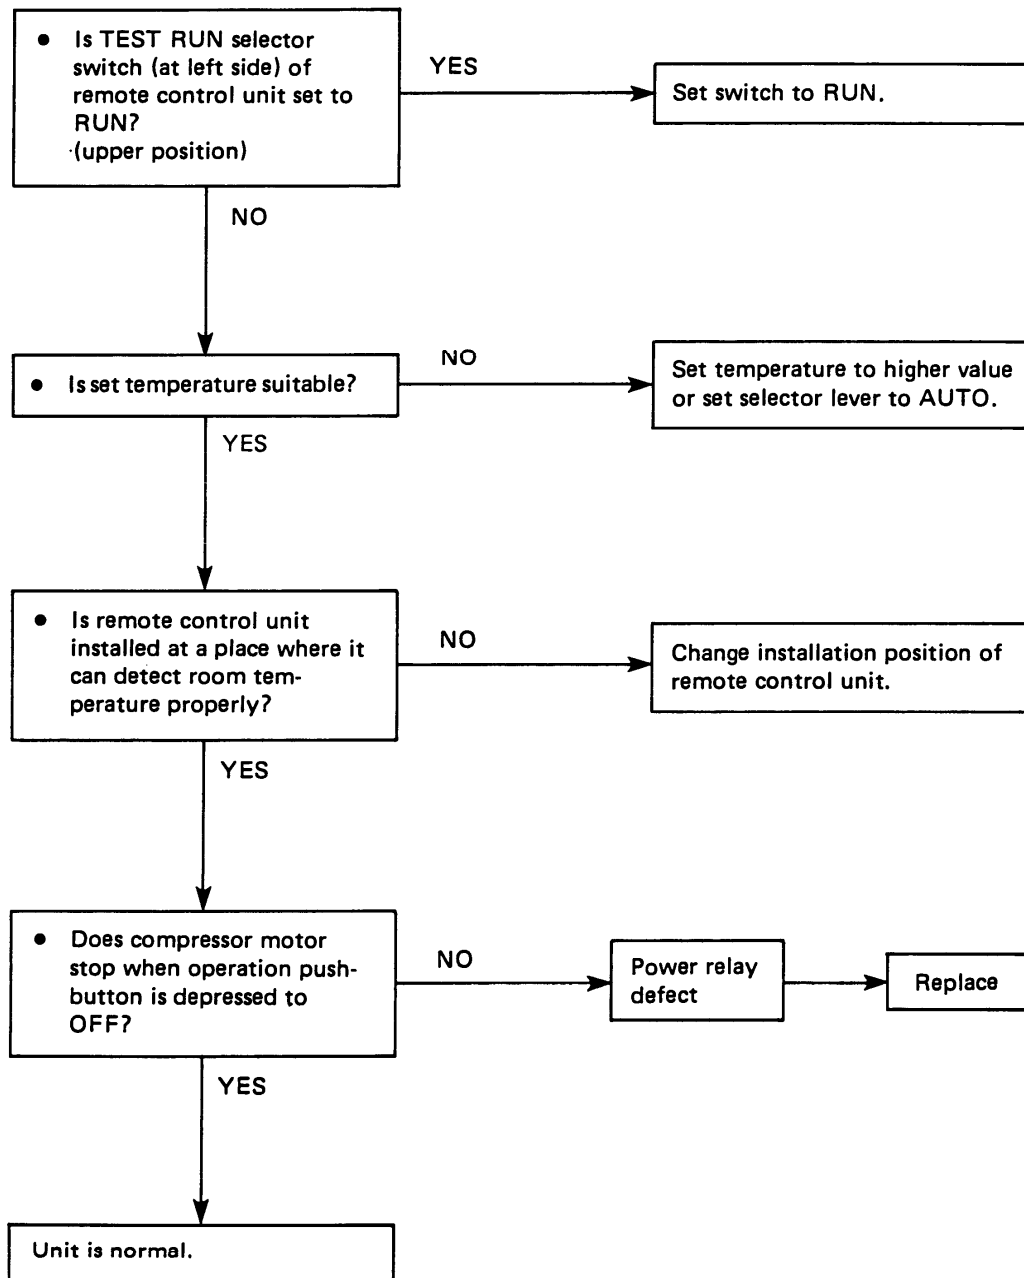 ● Is TEST RUN selector
switch (at left side) of
remote control unit set to
RUN?
(upper position)
YES
Set switch to RUN.
NO
● Is set temperature suitable?
NO
Set temperature to higher value
or set selector lever to AUTO.
YES
● Is remote control unit
installed at a place where it
can detect room tem-
perature properly?
NO
Change installation position of
remote control unit.
YES
● Does compressor motor
stop when operation push-
button is depressed to
OFF?
NO
Power relay
defect
Replace
YES
Unit is normal.